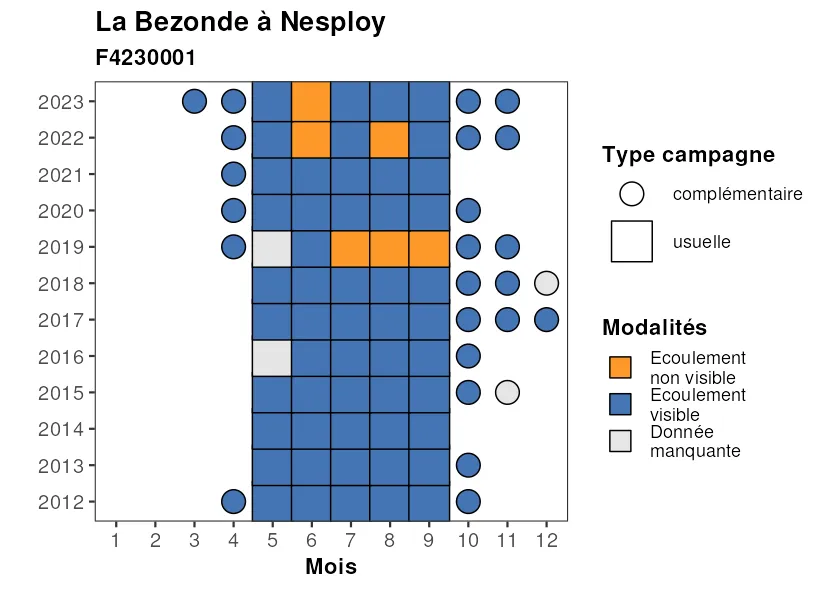 La Bezonde à Nesploy
F4230001
2023
2022
2021
2020
2019
2018
2017
2016
2015
2014
2013
2012
1 2 3 4 5 6 7 8 9 10 11 12
Mois
Type campagne
complémentaire
usuelle
Modalités
Ecoulement
non visible
Ecoulement
visible
Donnée
manquante